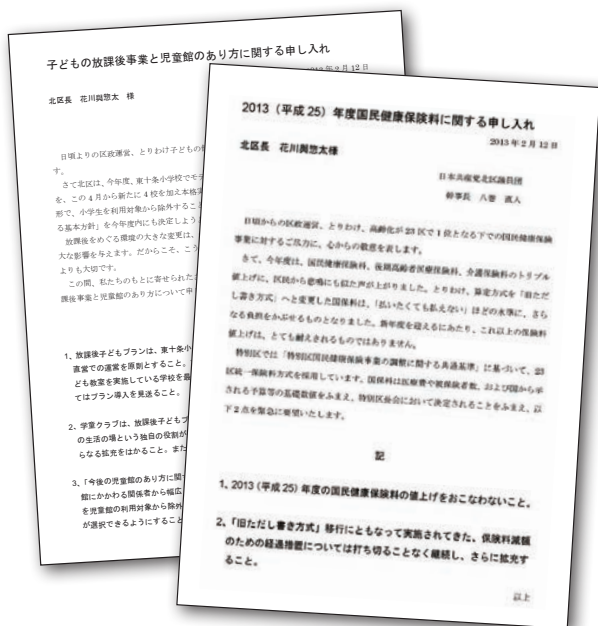 子どもの放課後事業と児童館のあり方に関する申し入れ
年2月12日
北区長　花川與惣太　様
日頃よりの区政運営、とりわけ子どもの
す。
さて北区は、今年度、東十条小学校でモデ
を、この4月から新たに4校を加え本格実
形で、小学生を利用対象から除外するこ
る基本方針」を今年度内にも決定しよう
放課後をめぐる環境の大きな変更は、
大な影響を与えます。だからこそ、こう
よりも大切です。
この間、私たちのもとに寄せられた
課後事業と児童館のあり方について申
1、放課後子どもプランは、東十条小
直営での運営を原則とすること。
ども教室を実施している学校を最
てはプラン導入を見送ること。
2、学童クラブは、放課後子どもプ
の生活の場という独自の役割が
らなる拡充をはかること。また
3、「今後の児童館のあり方に関
館にかかわる関係者から幅広
を児童館の利用対象から除外
が選択できるようにすること
2013（平成25）年度国民健康保険料に関する申し入れ
2013年2月12日
北区長　花川與惣太様
日本共産党北区議員団
幹事長　八巻　直人
日頃からの区政運営、とりわけ、高齢化が23区で1位となる下での国民健康保険
事業に対するご尽力に、心からの敬意を表します。
さて、今年度は、国民健康保険料、後期高齢者医療保険料、介護保険料のトリプル
値上げに、区民から悲鳴にも似た声が上がりました。とりわけ、算定方式を「旧ただ
し書き方式」へと変更した国保料は、「払いたくても払えない」ほどの水準に、さら
なる負担をかぶせるものとなりました。新年度を迎えるにあたり、これ以上の保険料
値上げは、とても耐えされるものではありません。
特別区では「特別区国民健康保険事業の調整に関する共通基準」に基づいて、23
区統一保険料方式を採用しています。国保料は医療費や被保険者数、および国から示
される予算等の基礎数値をふまえ、特別区長会において決定されることをふまえ、以
下2点を緊急に要望いたします。
記
1、2013（平成25）年度の国民健康保険料の値上げをおこなわないこと。
2、「旧ただし書き方式」移行にともなって実施されてきた、保険料減額
のための経過措置については打ち切ることなく継続し、さらに拡充す
ること。
以上